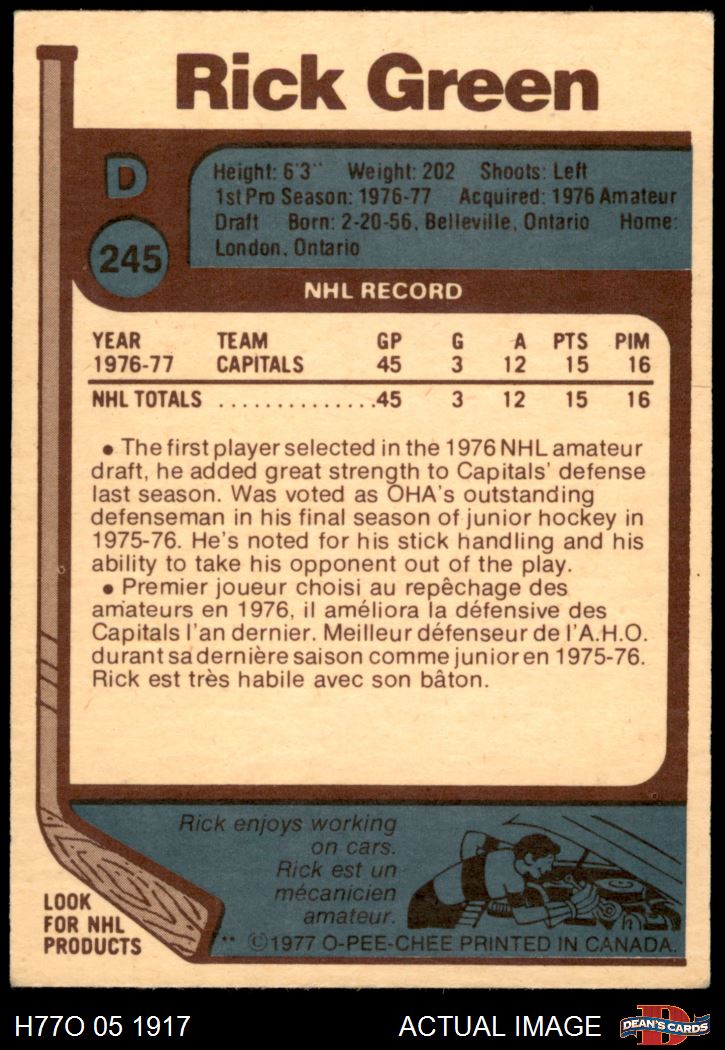 Rick Green
D
245
Height: 6'3" Weight: 202 Shoots: Left
1st Pro Season: 1976-77 Acquired: 1976 Amateur
Draft Born: 2-20-56, Belleville, Ontario Home:
London, Ontario
NHL RECORD
YEAR TEAM GP G A PTS PIM
1976-77 CAPITALS 45 3 12 15 16
NHL TOTALS ...............45 3 12 15 16
• The first player selected in the 1976 NHL amateur
draft, he added great strength to Capitals' defense
last season. Was voted as OHA's outstanding
defenseman in his final season of junior hockey in
1975-76. He's noted for his stick handling and his
ability to take his opponent out of the play.
• Premier joueur choisi au repêchage des
amateurs en 1976, il améliora la défensive des
Capitals l'an dernier. Meilleur défenseur de l'A.H.O.
durant sa dernière saison comme junior en 1975-76.
Rick est très habile avec son bâton.
Rick enjoys working
on cars.
Rick est un
mécanicien
amateur.
LOOK
FOR NHL
PRODUCTS
** ©1977 O-PEE-CHEE PRINTED IN CANADA.
H77O 05 1917
ACTUAL IMAGE
D
DEAN'S CARDS